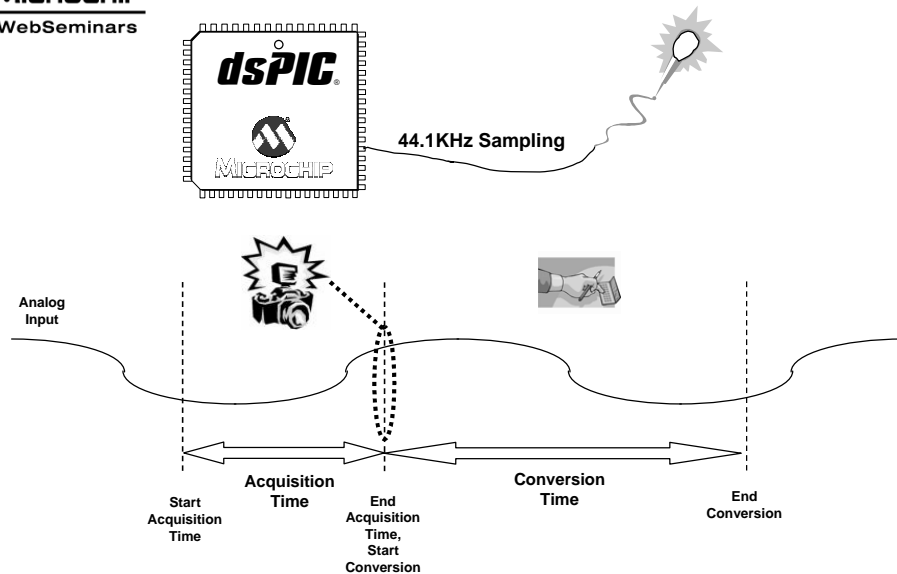 WebSeminars
dsPIC®
MICROCHIP
44.1KHz Sampling
Analog
Input
Acquisition
Time
Conversion
Time
Start
Acquisition
Time
End
Acquisition
Time,
Start
Conversion
End
Conversion